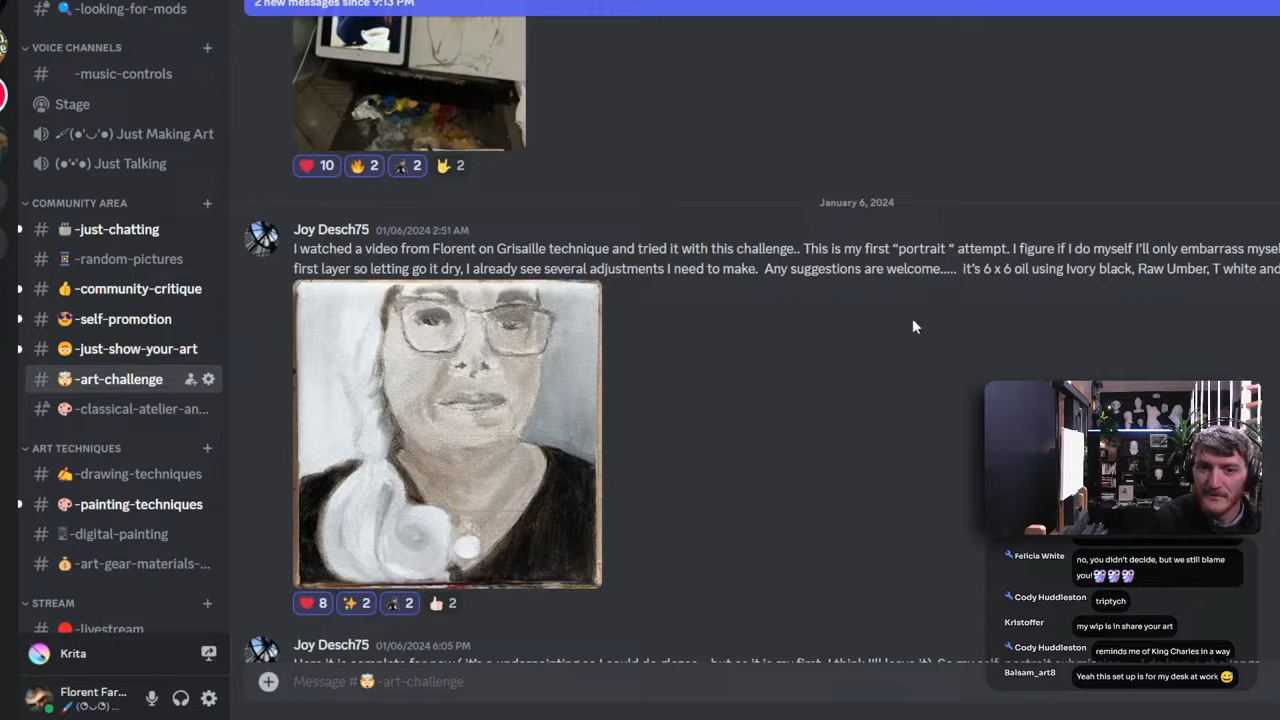 2 new messages since 9:13 PM
-looking-for-mods
VOICE CHANNELS
-music-controls
Stage
Just Making Art
Just Talking
COMMUNITY AREA
-just-chatting
-random-pictures
-community-critique
-self-promotion
-just-show-your-art
-art-challenge
-classical-atelier-an...
ART TECHNIQUES
-drawing-techniques
-painting-techniques
-digital-painting
-art-gear-materials-...
STREAM
-livestream
Krita
Florent Far...
10
2
2
2
January 6, 2024
Joy Desch75 01/06/2024 2:51 AM
I watched a video from Florent on Grisaille technique and tried it with this challenge.. This is my first “portrait “ attempt. I figure if I do myself I’ll only embarrass myse
first layer so letting go it dry, I already see several adjustments I need to make. Any suggestions are welcome..... it’s 6 x 6 oil using Ivory black, Raw Umber, T white and
8
2
2
2
Joy Desch75 01/06/2024 6:05 PM
Message # -art-challenge
Felicia White no, you didn't decide, but we still blame
you!
Cody Huddleston triptych
Kristoffer my wip is in share your art
Cody Huddleston reminds me of King Charles in a way
Balsam_art8 Yeah this set up is for my desk at work